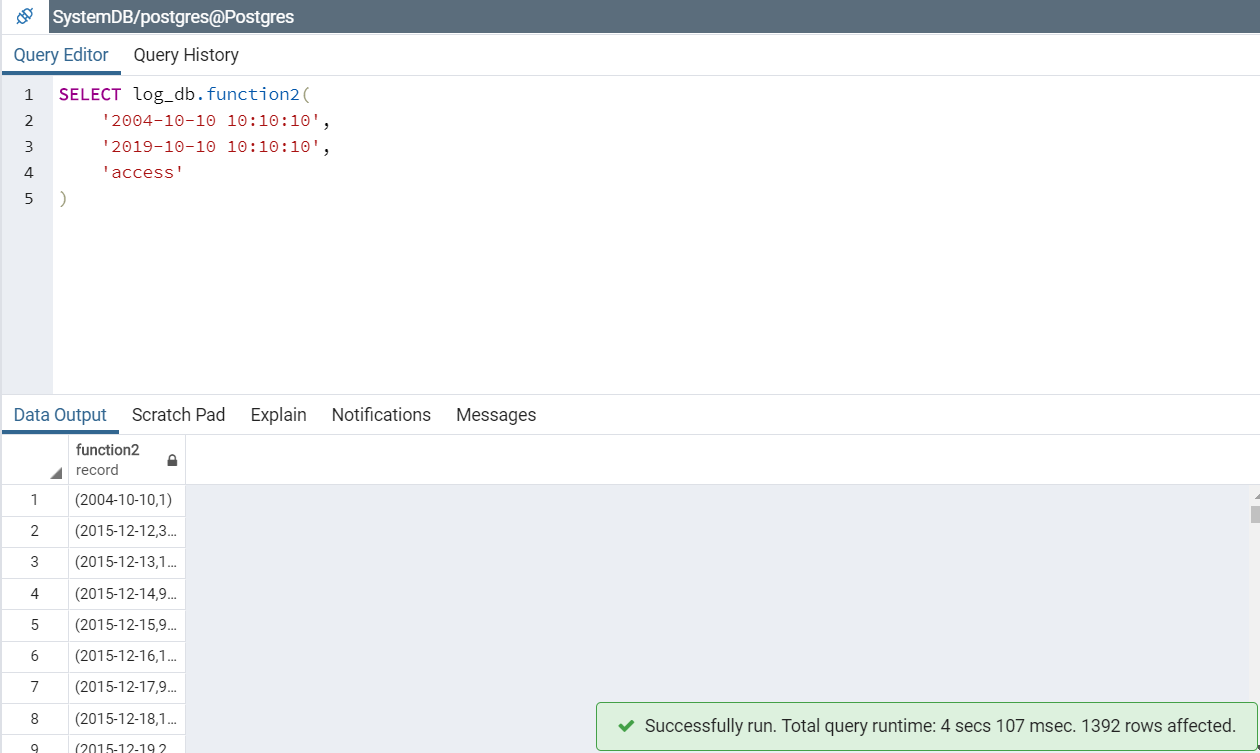 SystemDB/postgres@Postgres
Query Editor Query History
1 SELECT log_db.function2(
2 '2004-10-10 10:10:10',
3 '2019-10-10 10:10:10',
4 'access'
5 )
Data Output Scratch Pad Explain Notifications Messages
function2
record
1 (2004-10-10,1)
2 (2015-12-12,3...
3 (2015-12-13,1...
4 (2015-12-14,9...
5 (2015-12-15,9...
6 (2015-12-16,1...
7 (2015-12-17,9...
8 (2015-12-18,1...
9 (2015-12-19,2
Successfully run. Total query runtime: 4 secs 107 msec. 1392 rows affected.